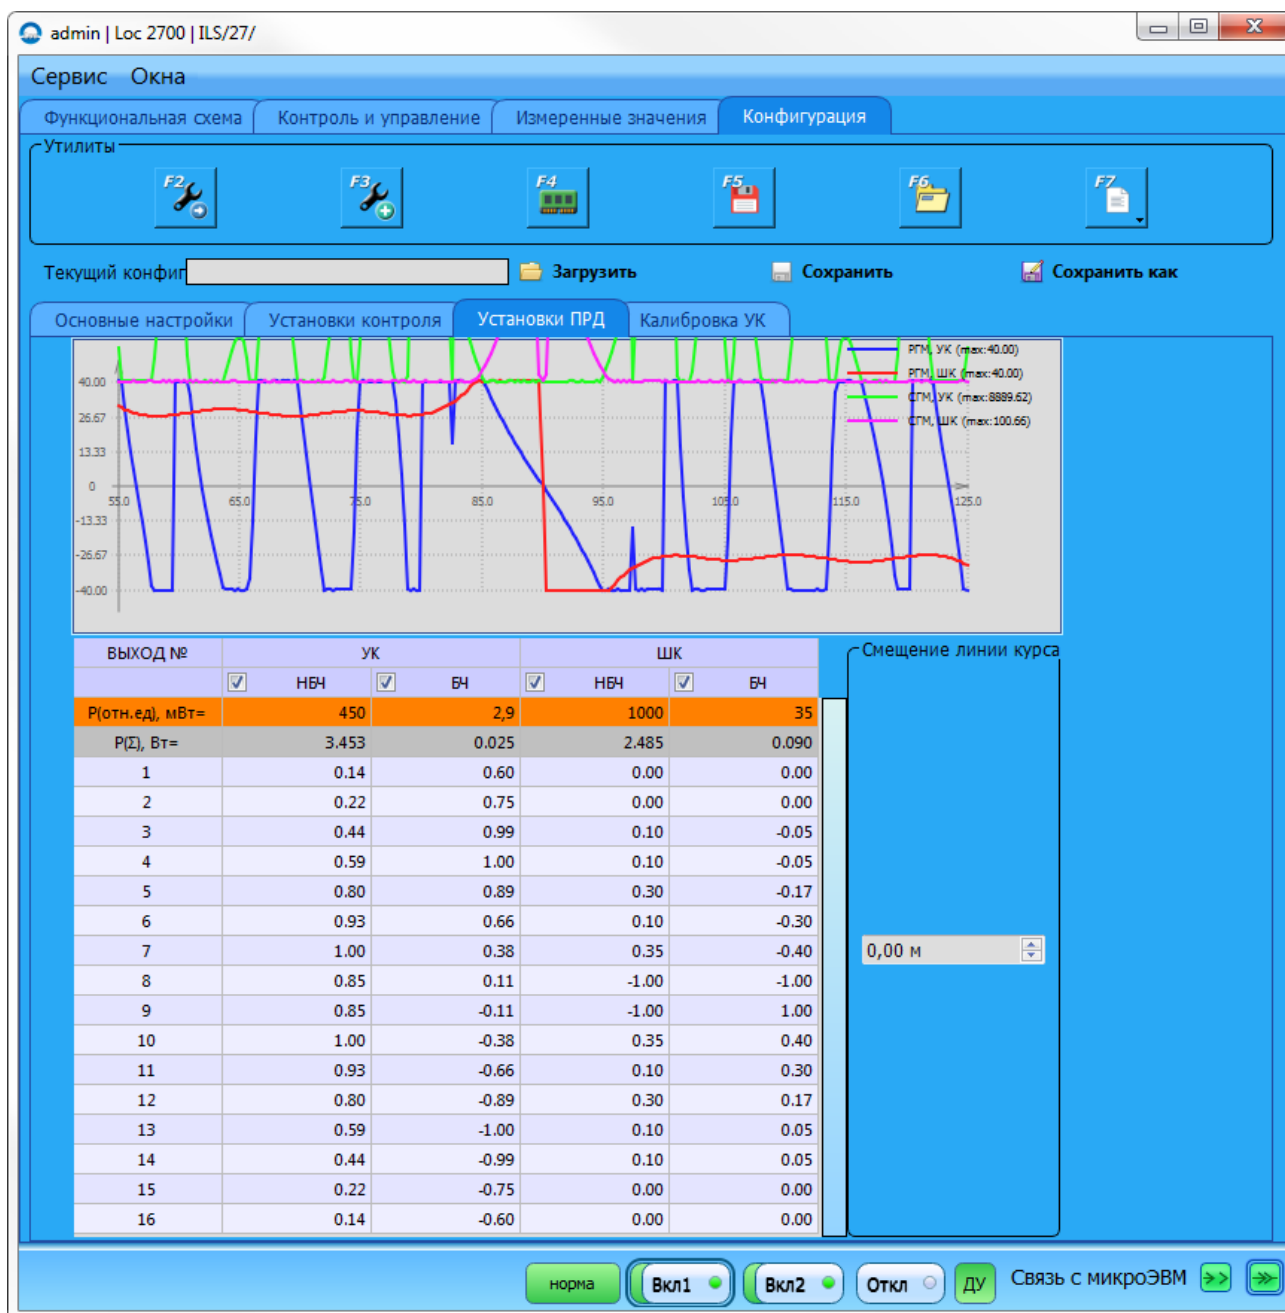 admin | Loc 2700 | ILS/27/
Сервис Окна
Функциональная схема Контроль и управление Измеренные значения Конфигурация
Утилиты
F2 F3 F4 F5 F6 F7
Текущий конфиг Загрузить Сохранить Сохранить как
Основные настройки Установки контроля Установки ПРД Калибровка УК
РГМ, УК (max:40.00)
РГМ, ШК (max:40.00)
СГМ, УК (max:8889.62)
СГМ, ШК (max:100.66)
40.00
26.67
13.33
0
-13.33
-26.67
-40.00
55.0 65.0 75.0 85.0 95.0 105.0 115.0 125.0
ВЫХОД № УК ШК
НБЧ БЧ НБЧ БЧ
P(отн.ед), мВт= 450 2,9 1000 35
P(Σ), Вт= 3.453 0.025 2.485 0.090
1 0.14 0.60 0.00 0.00
2 0.22 0.75 0.00 0.00
3 0.44 0.99 0.10 -0.05
4 0.59 1.00 0.10 -0.05
5 0.80 0.89 0.30 -0.17
6 0.93 0.66 0.10 -0.30
7 1.00 0.38 0.35 -0.40
8 0.85 0.11 -1.00 -1.00
9 0.85 -0.11 -1.00 1.00
10 1.00 -0.38 0.35 0.40
11 0.93 -0.66 0.10 0.30
12 0.80 -0.89 0.30 0.17
13 0.59 -1.00 0.10 0.05
14 0.44 -0.99 0.10 0.05
15 0.22 -0.75 0.00 0.00
16 0.14 -0.60 0.00 0.00
Смещение линии курса
0,00 м
норма Вкл1 Вкл2 Откл ДУ Связь с микроЭВМ